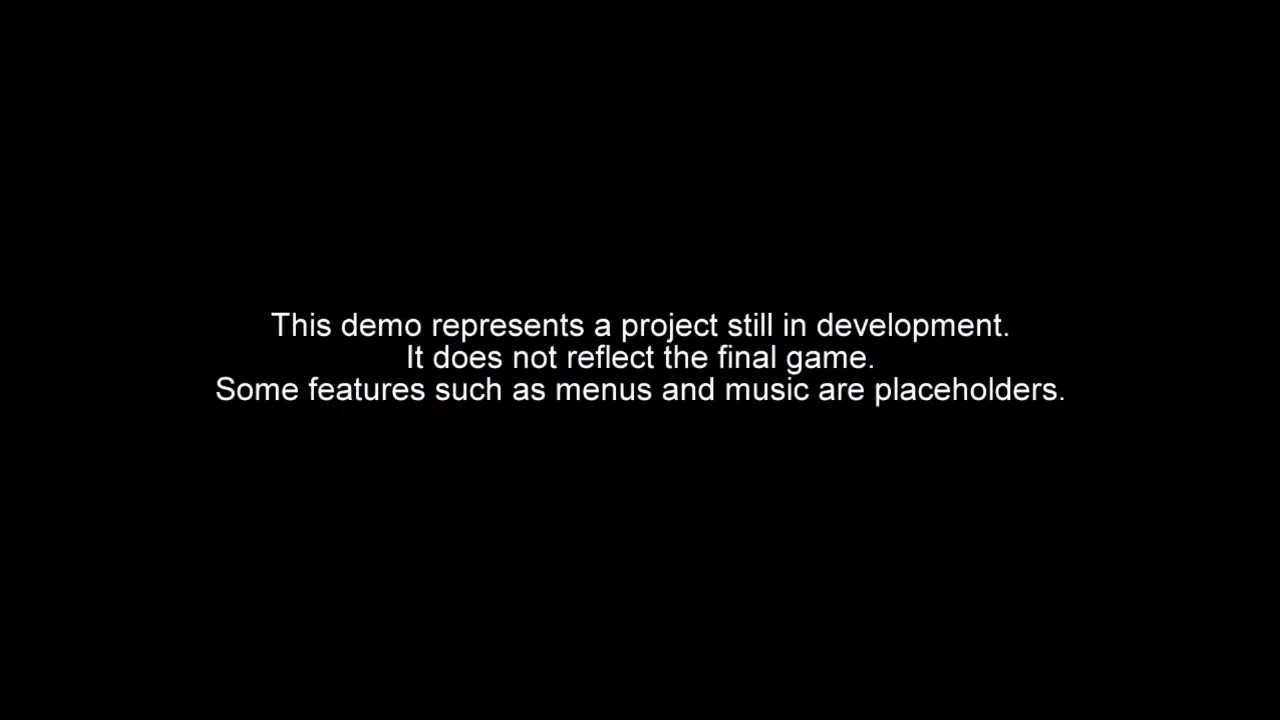 This demo represents a project still in development.
It does not reflect the final game.
Some features such as menus and music are placeholders.